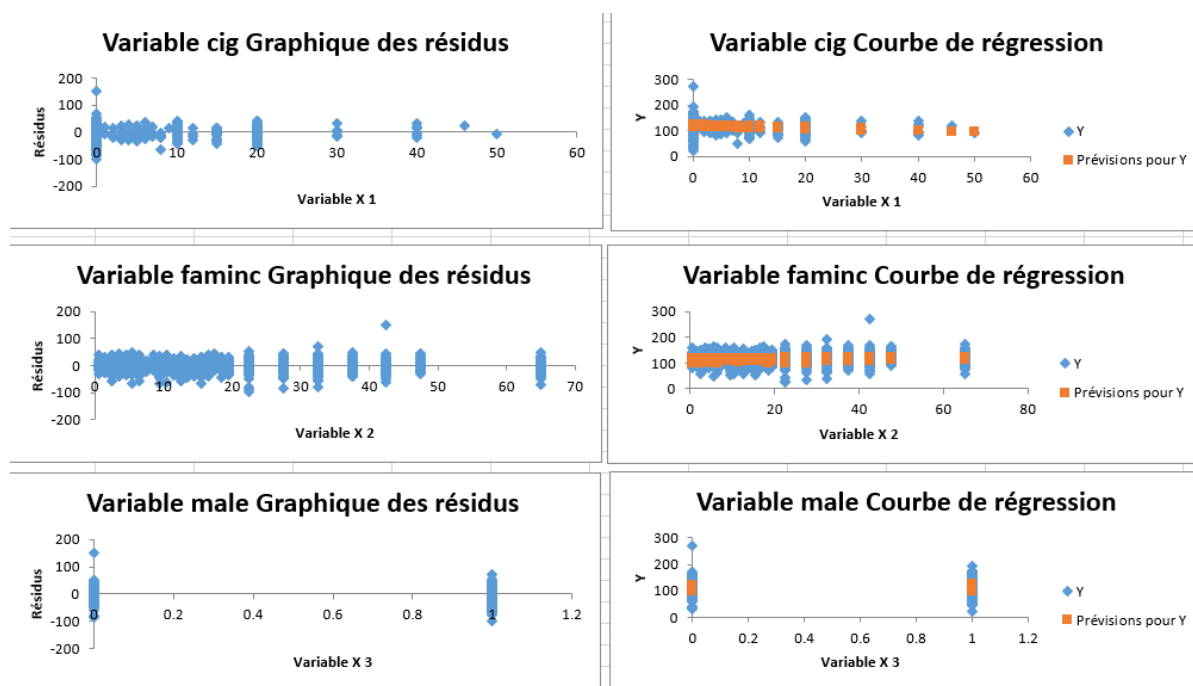 Variable cig Graphique des résidus
Résidus
200
100
0
-100
-200
0 10 20 30 40 50 60
Variable X 1
Variable cig Courbe de régression
Y
300
200
100
0
0 10 20 30 40 50 60
Variable X 1
Y
Prévisions pour Y
Variable faminc Graphique des résidus
Résidus
200
100
0
-100
-200
0 10 20 30 40 50 60 70
Variable X 2
Variable faminc Courbe de régression
Y
300
200
100
0
0 20 40 60 80
Variable X 2
Y
Prévisions pour Y
Variable male Graphique des résidus
Résidus
200
100
0
-100
-200
0 0.2 0.4 0.6 0.8 1 1.2
Variable X 3
Variable male Courbe de régression
Y
300
200
100
0
0 0.2 0.4 0.6 0.8 1 1.2
Variable X 3
Y
Prévisions pour Y